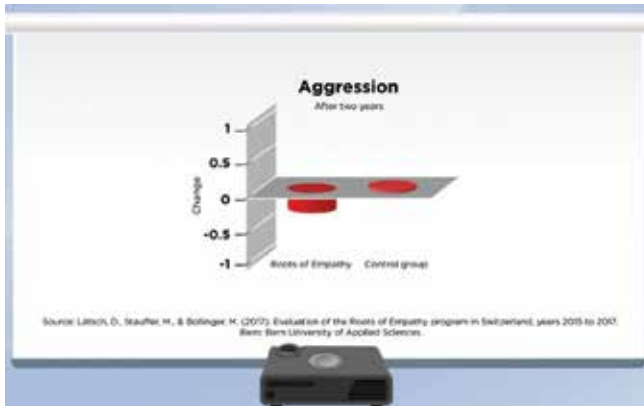 Aggression
After two years
1
0.5
0
-0.5
-1
Change
Roots of Empathy
Control group
Source: Lätsch, D., Stauffer, M., & Bollinger, M. (2017). Evaluation of the Roots of Empathy program in Switzerland, years 2015 to 2017.
Bern: Bern University of Applied Sciences.